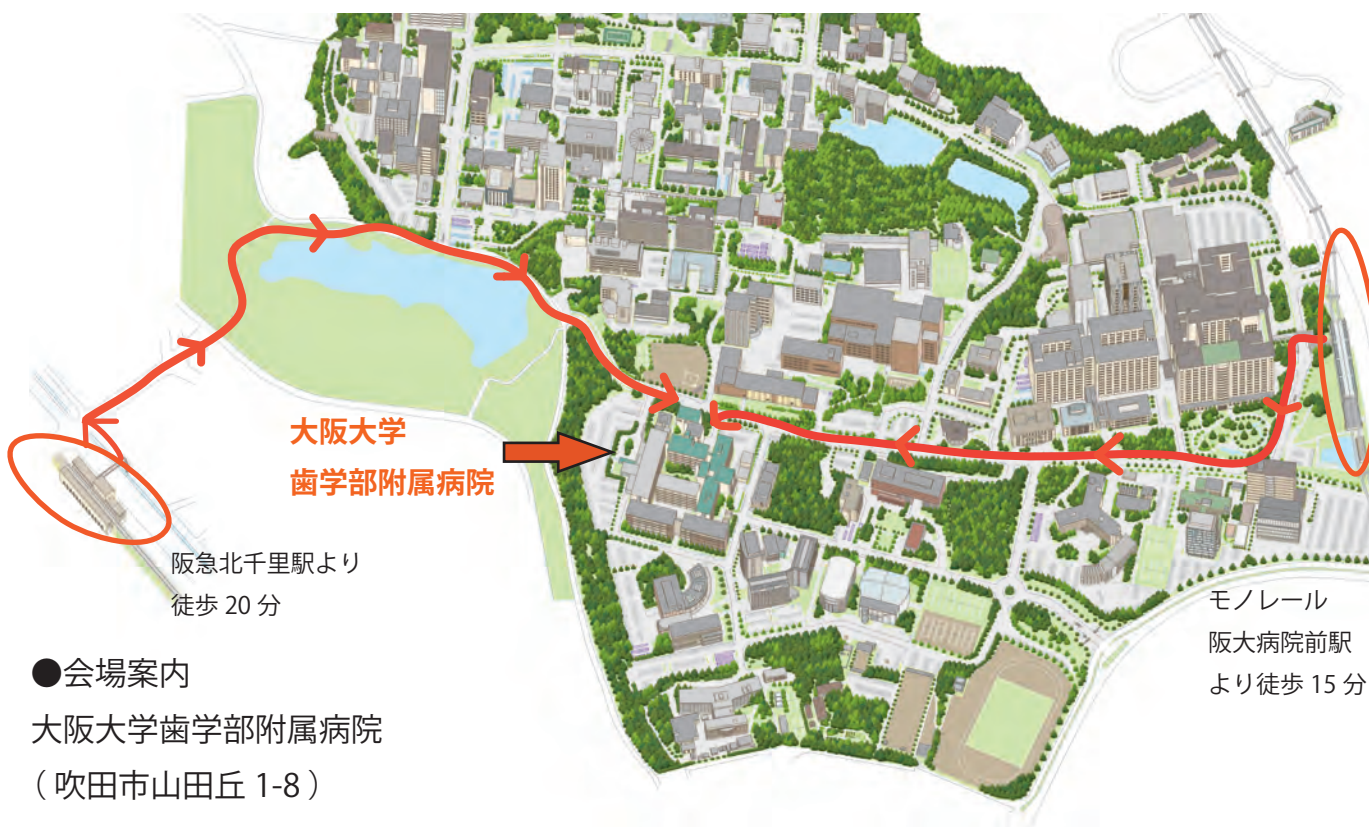 大阪大学
歯学部附属病院
阪急北千里駅より
徒歩 20 分
●会場案内
大阪大学歯学部附属病院
（ 吹田市山田丘 1-8 ）
モノレール
阪大病院前駅
より徒歩 15 分